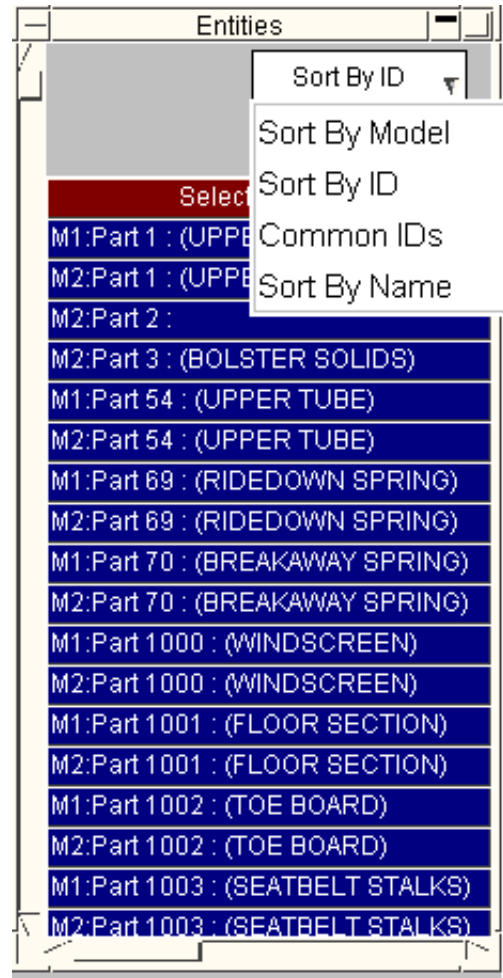 Entities
Sort By ID
Sort By Model
Sort By ID
Common IDs
Sort By Name
Select
M1:Part 1 : (UPPE
M2:Part 1 : (UPPE
M2:Part 2 :
M2:Part 3 : (BOLSTER SOLIDS)
M1:Part 54 : (UPPER TUBE)
M2:Part 54 : (UPPER TUBE)
M1:Part 69 : (RIDEDOWN SPRING)
M2:Part 69 : (RIDEDOWN SPRING)
M1:Part 70 : (BREAKAWAY SPRING)
M2:Part 70 : (BREAKAWAY SPRING)
M1:Part 1000 : (WINDSCREEN)
M2:Part 1000 : (WINDSCREEN)
M1:Part 1001 : (FLOOR SECTION)
M2:Part 1001 : (FLOOR SECTION)
M1:Part 1002 : (TOE BOARD)
M2:Part 1002 : (TOE BOARD)
M1:Part 1003 : (SEATBELT STALKS)
M2:Part 1003 : (SEATBELT STALKS)